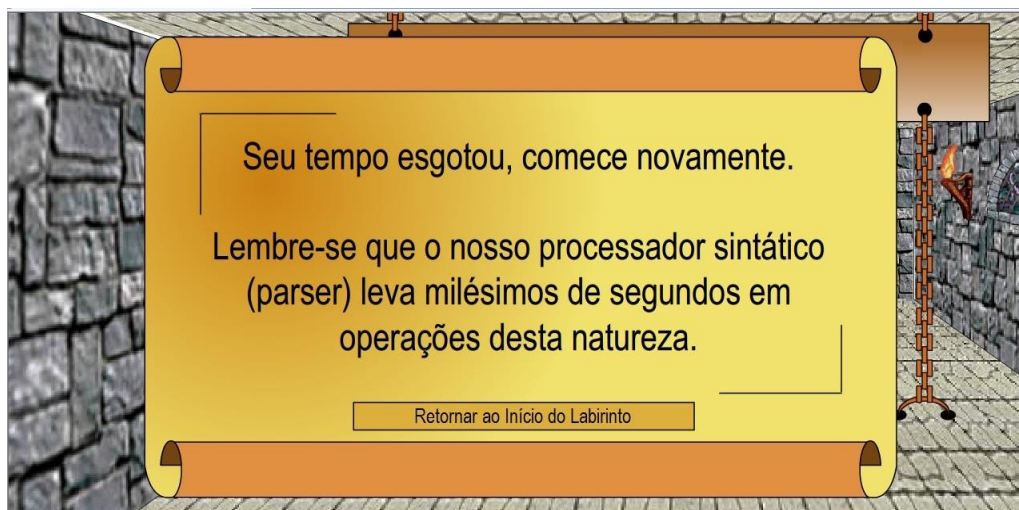 Seu tempo esgotou, comece novamente.
Lembre-se que o nosso processador sintático
(parser) leva milésimos de segundos em
operações desta natureza.
Retornar ao Início do Labirinto